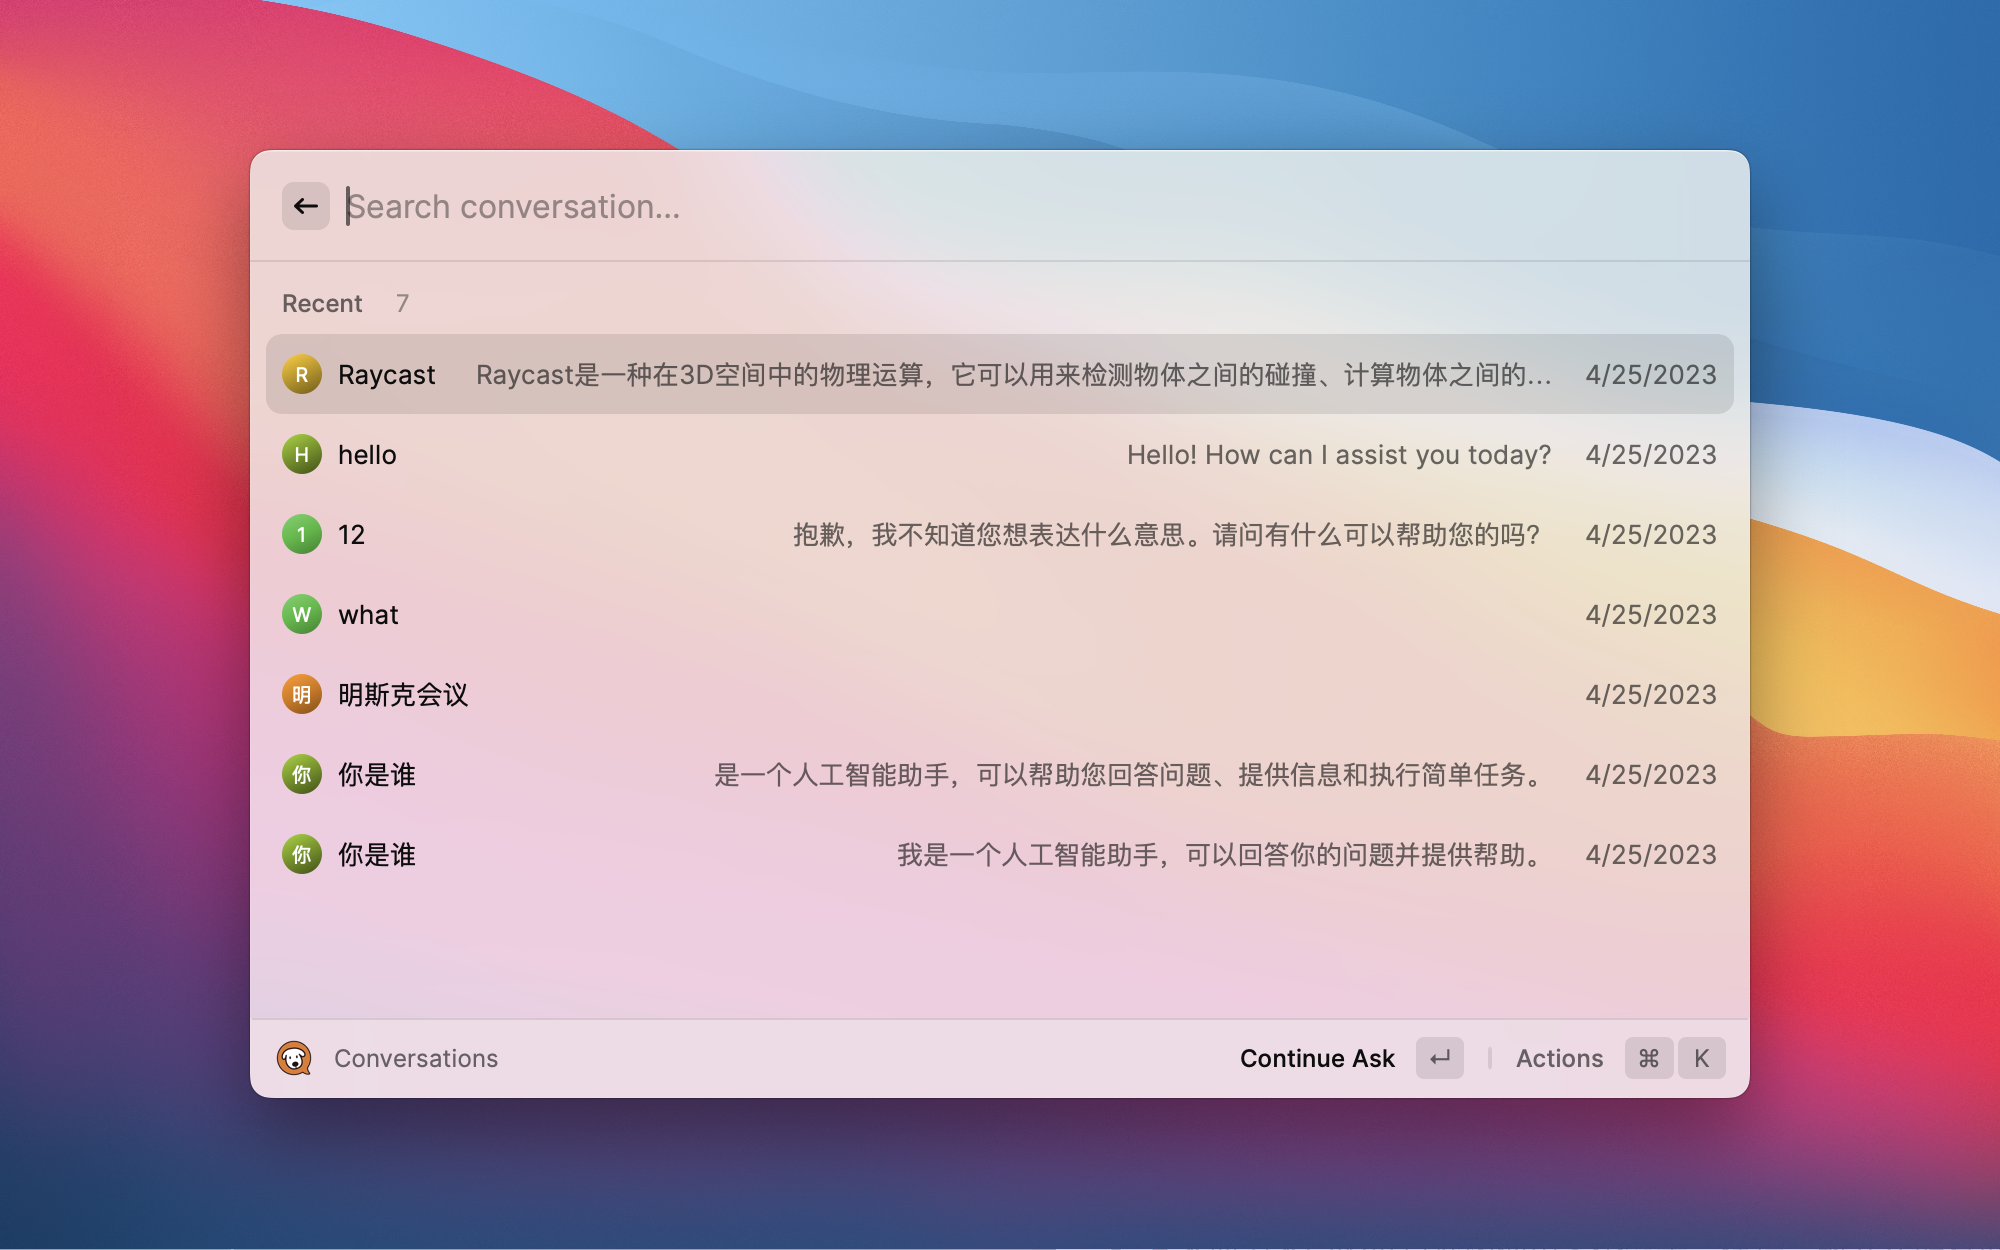 Search conversation...
Recent 7
R Raycast Raycast是一种在3D空间中的物理运算，它可以用来检测物体之间的碰撞、计算物体之间的... 4/25/2023
H hello Hello! How can I assist you today? 4/25/2023
1 12 抱歉，我不知道您想表达什么意思。请问有什么可以帮助您的吗? 4/25/2023
W what 4/25/2023
明 明斯克会议 4/25/2023
你 你是谁 是一个人工智能助手，可以帮助您回答问题、提供信息和执行简单任务。 4/25/2023
你 你是谁 我是一个人工智能助手，可以回答你的问题并提供帮助。 4/25/2023
Conversations Continue Ask ↵ Actions ⌘ K